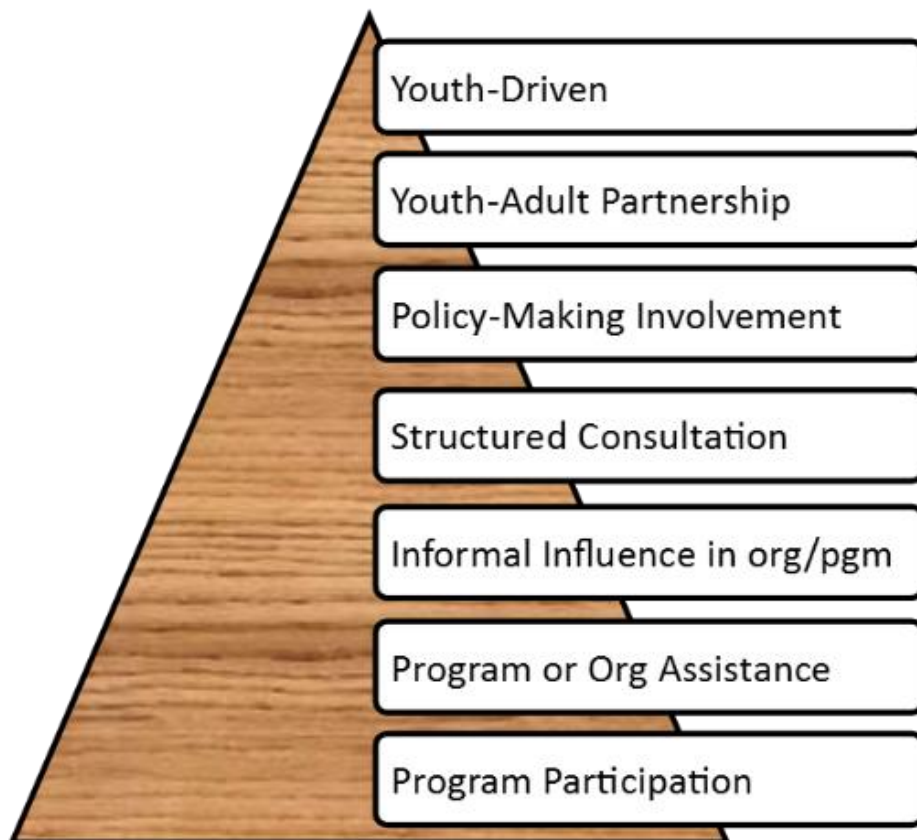 Youth-Driven
Youth-Adult Partnership
Policy-Making Involvement
Structured Consultation
Informal Influence in org/pgm
Program or Org Assistance
Program Participation